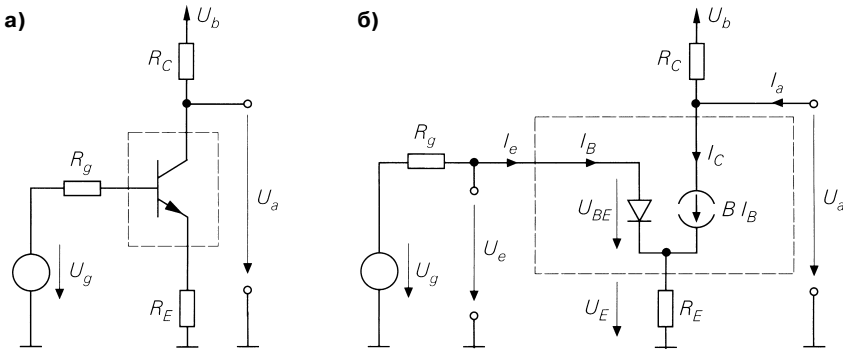 а)
U_b
R_C
R_g
U_a
U_g
R_E
б)
U_b
R_C
I_a
R_g
I_e
I_B
I_C
U_BE
B I_B
U_a
U_e
U_g
U_E
R_E